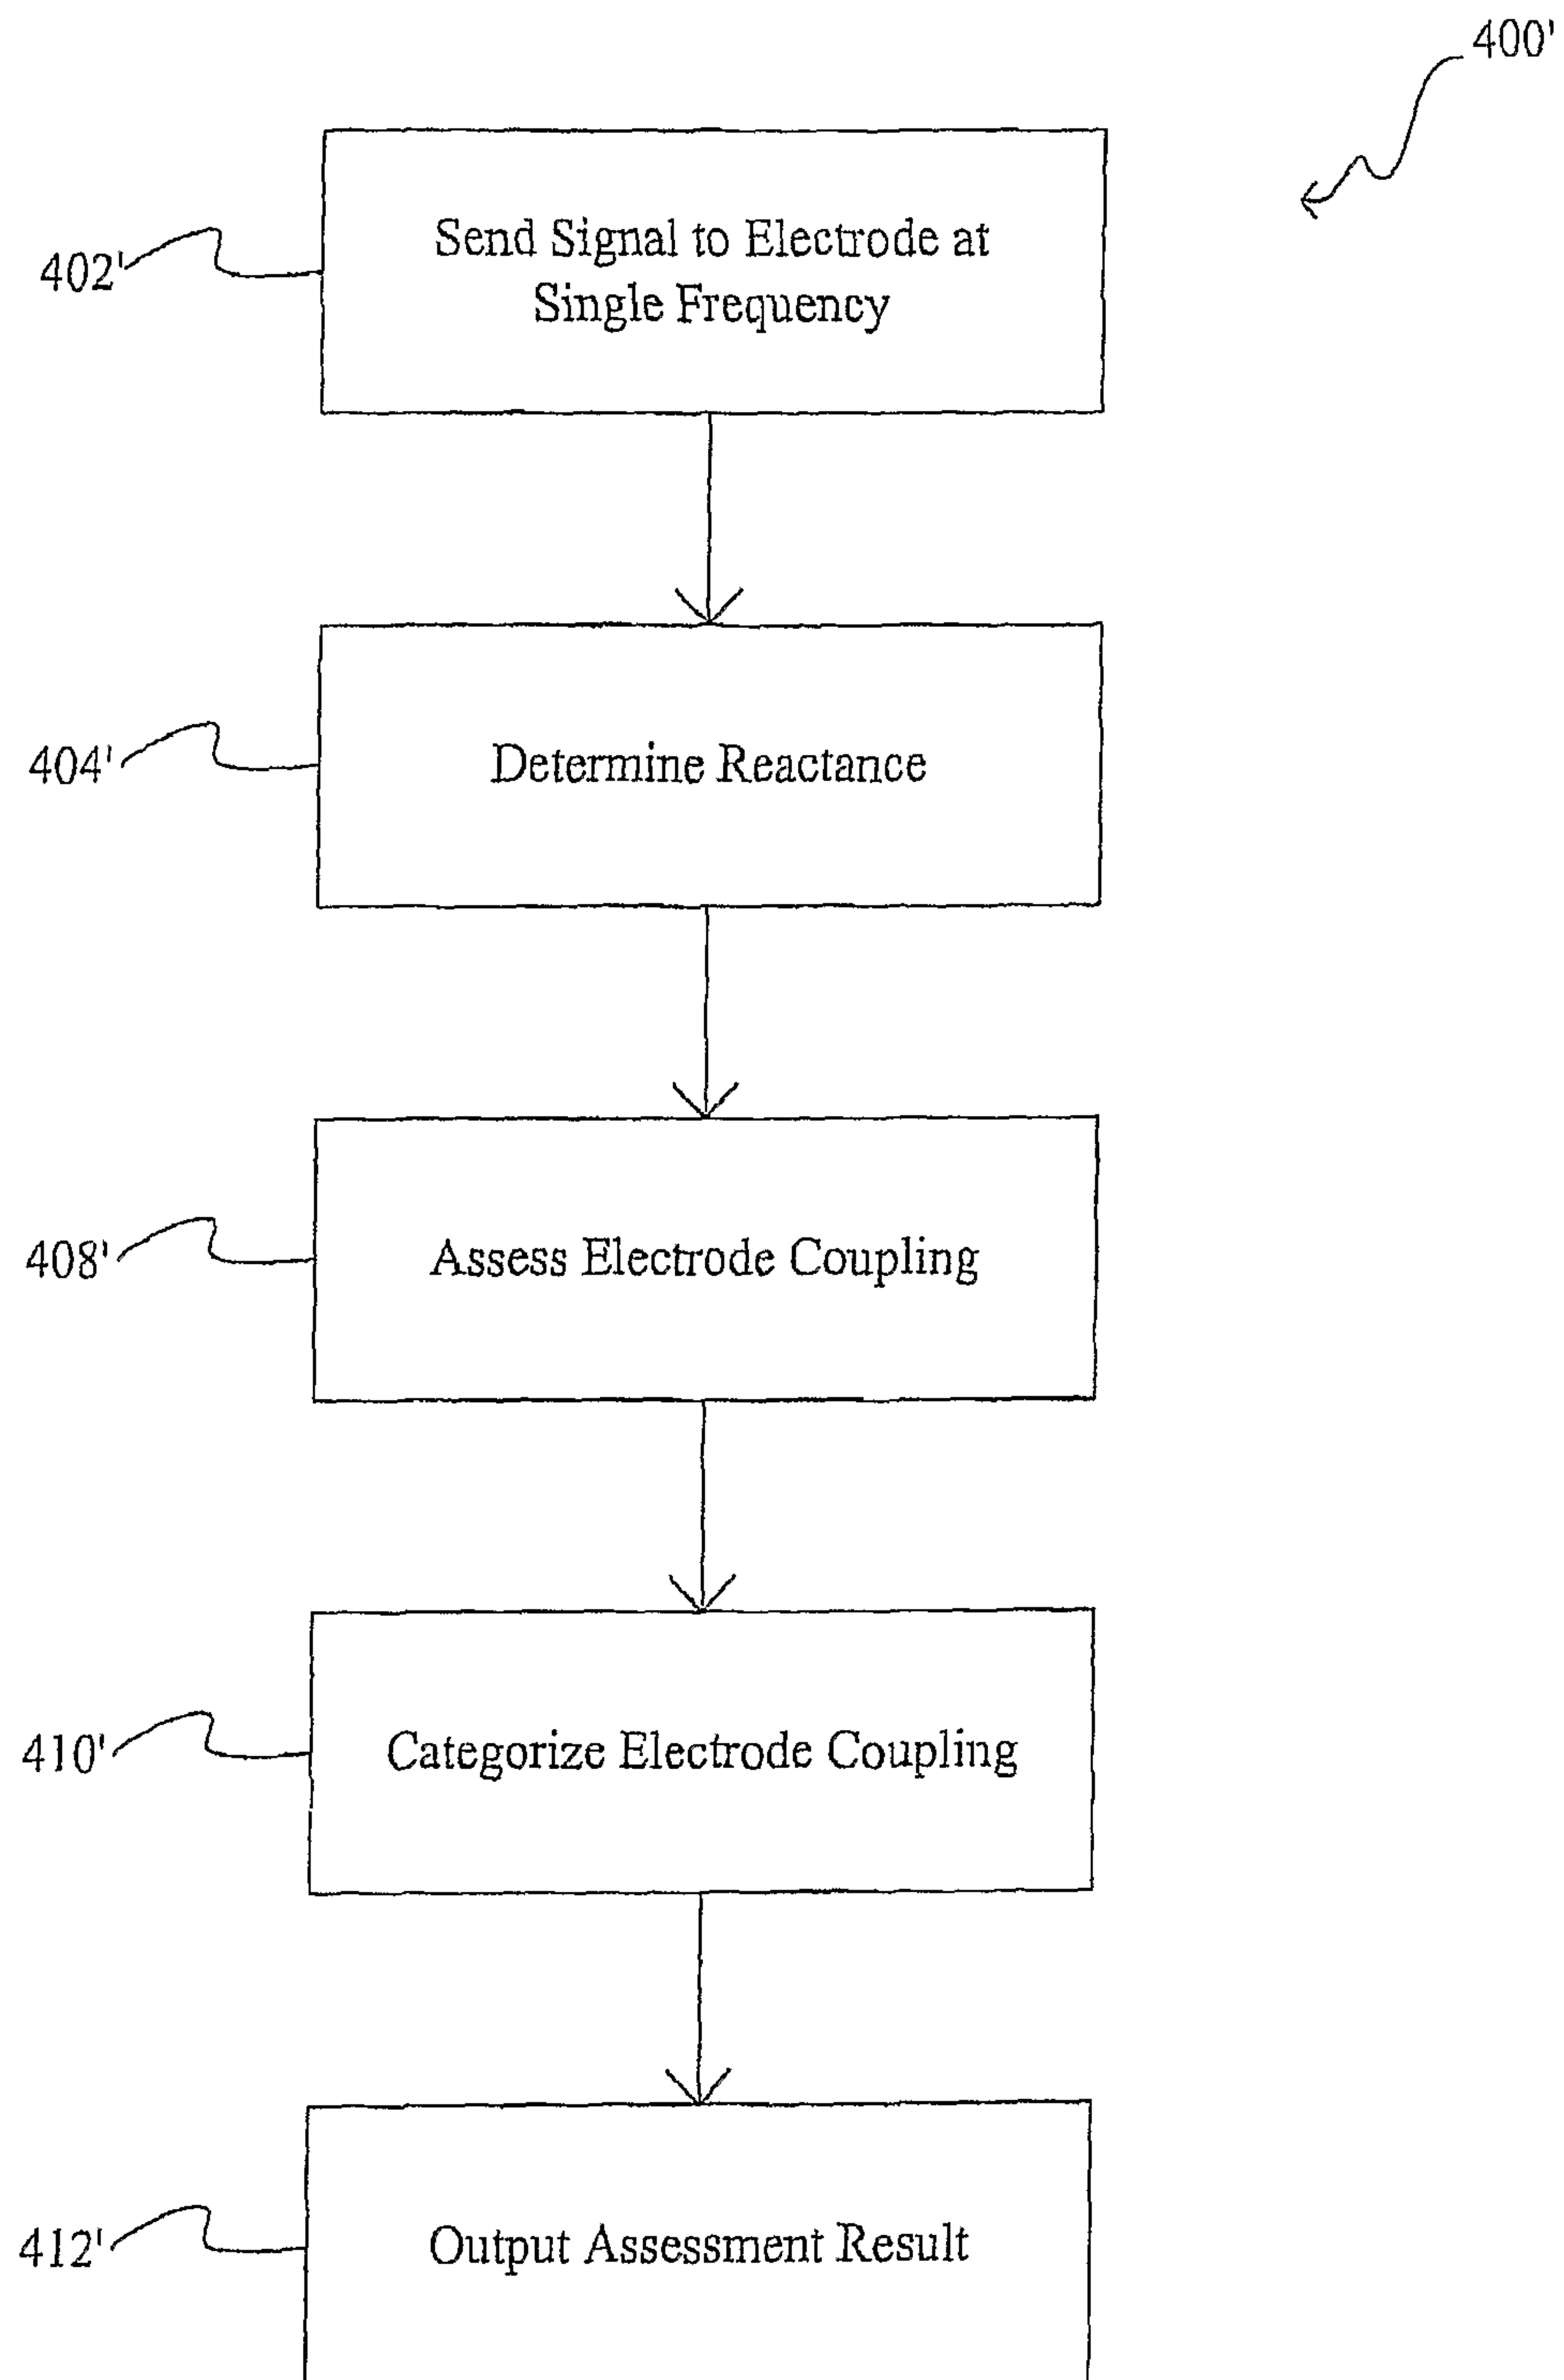 400'
402'
Send Signal to Electrode at
Single Frequency
404'
Determine Reactance
408'
Assess Electrode Coupling
410'
Categorize Electrode Coupling
412'
Output Assessment Result